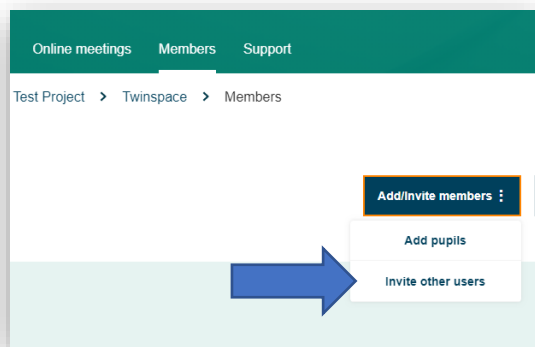 Online meetings Members Support
Test Project > Twinspace > Members
Add/Invite members
Add pupils
Invite other users